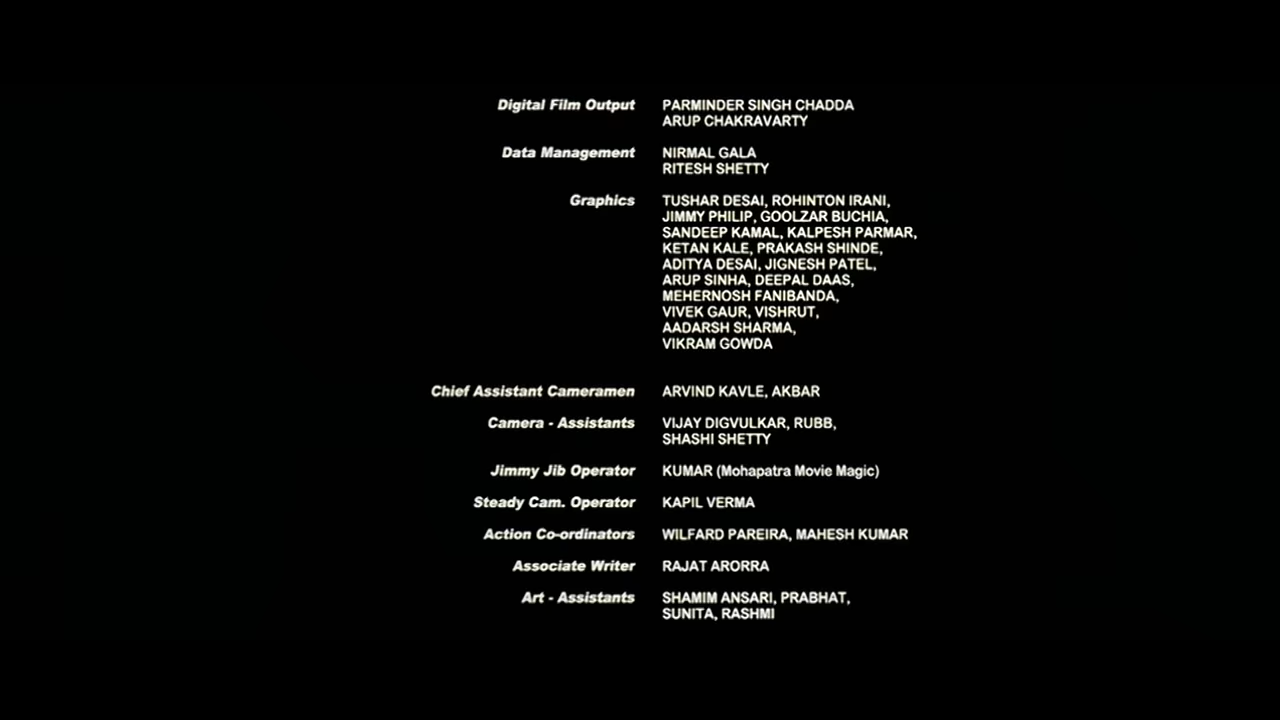 Digital Film Output PARMINDER SINGH CHADDA
ARUP CHAKRAVARTY
Data Management NIRMAL GALA
RITESH SHETTY
Graphics TUSHAR DESAI, ROHINTON IRANI,
JIMMY PHILIP, GOOLZAR BUCHIA,
SANDEEP KAMAL, KALPESH PARMAR,
KETAN KALE, PRAKASH SHINDE,
ADITYA DESAI, JIGNESH PATEL,
ARUP SINHA, DEEPAL DAAS,
MEHERNOSH FANIBANDA,
VIVEK GAUR, VISHRUT,
AADARSH SHARMA,
VIKRAM GOWDA
Chief Assistant Cameramen ARVIND KAVLE, AKBAR
Camera - Assistants VIJAY DIGVULKAR, RUBB,
SHASHI SHETTY
Jimmy Jib Operator KUMAR (Mohapatra Movie Magic)
Steady Cam. Operator KAPIL VERMA
Action Co-ordinators WILFARD PAREIRA, MAHESH KUMAR
Associate Writer RAJAT ARORRA
Art - Assistants SHAMIM ANSARI, PRABHAT,
SUNITA, RASHMI